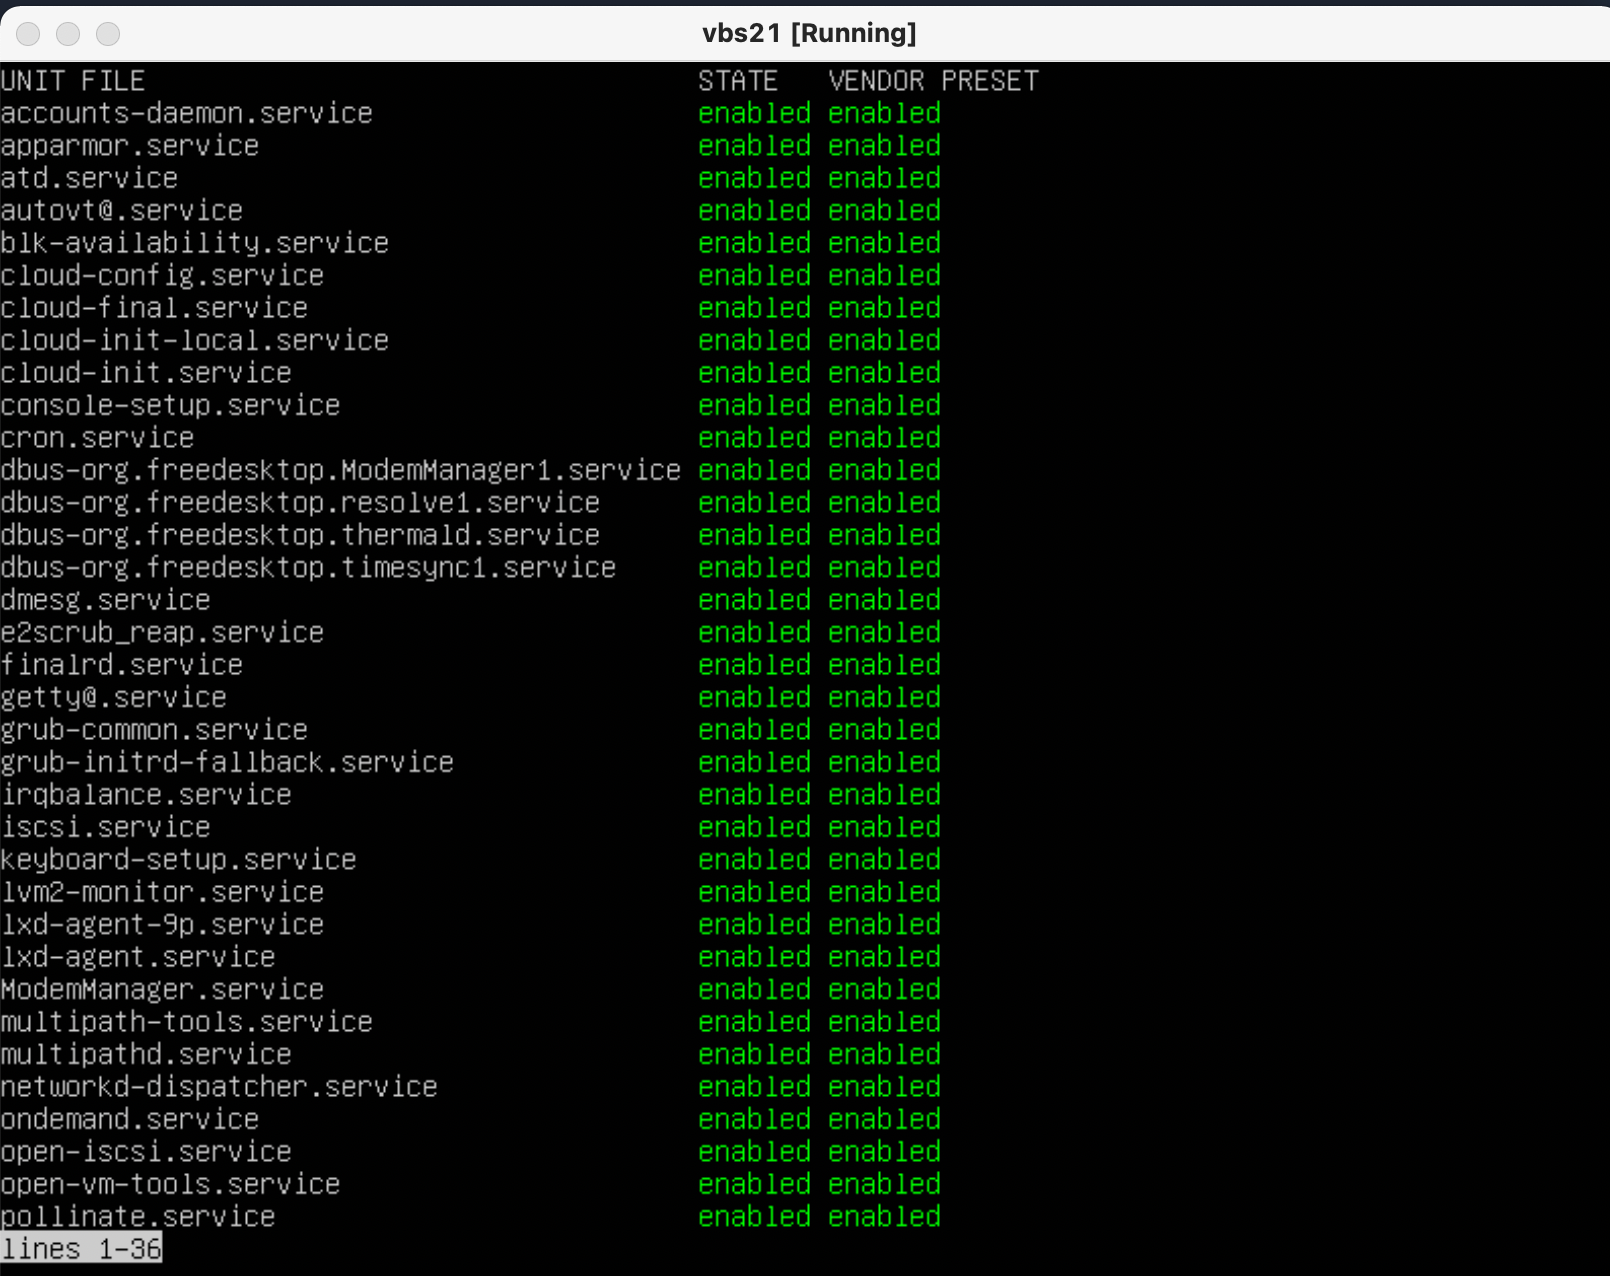 vbs21 [Running]
UNIT FILE STATE VENDOR PRESET
accounts-daemon.service enabled enabled
apparmor.service enabled enabled
atd.service enabled enabled
autovt@.service enabled enabled
blk-availability.service enabled enabled
cloud-config.service enabled enabled
cloud-final.service enabled enabled
cloud-init-local.service enabled enabled
cloud-init.service enabled enabled
console-setup.service enabled enabled
cron.service enabled enabled
dbus-org.freedesktop.ModemManager1.service enabled enabled
dbus-org.freedesktop.resolve1.service enabled enabled
dbus-org.freedesktop.thermald.service enabled enabled
dbus-org.freedesktop.timesync1.service enabled enabled
dmesg.service enabled enabled
e2scrub_reap.service enabled enabled
finalrd.service enabled enabled
getty@.service enabled enabled
grub-common.service enabled enabled
grub-initrd-fallback.service enabled enabled
irqbalance.service enabled enabled
iscsi.service enabled enabled
keyboard-setup.service enabled enabled
lvm2-monitor.service enabled enabled
lxd-agent-9p.service enabled enabled
lxd-agent.service enabled enabled
ModemManager.service enabled enabled
multipath-tools.service enabled enabled
multipathd.service enabled enabled
networkd-dispatcher.service enabled enabled
ondemand.service enabled enabled
open-iscsi.service enabled enabled
open-vm-tools.service enabled enabled
pollinate.service enabled enabled
lines 1-36